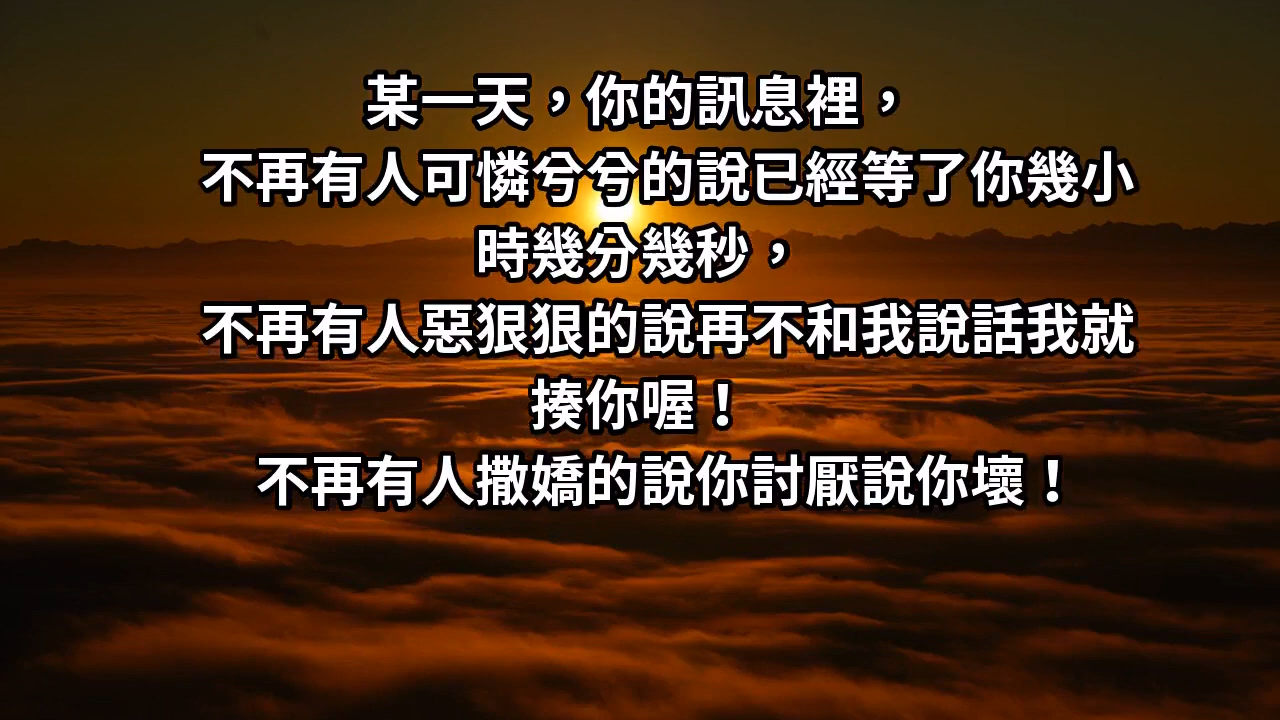 某一天，你的訊息裡，
不再有人可憐兮兮的說已經等了你幾小
時幾分幾秒，
不再有人惡狠狠的說再不和我說話我就
揍你喔！
不再有人撒嬌的說你討厭說你壞！